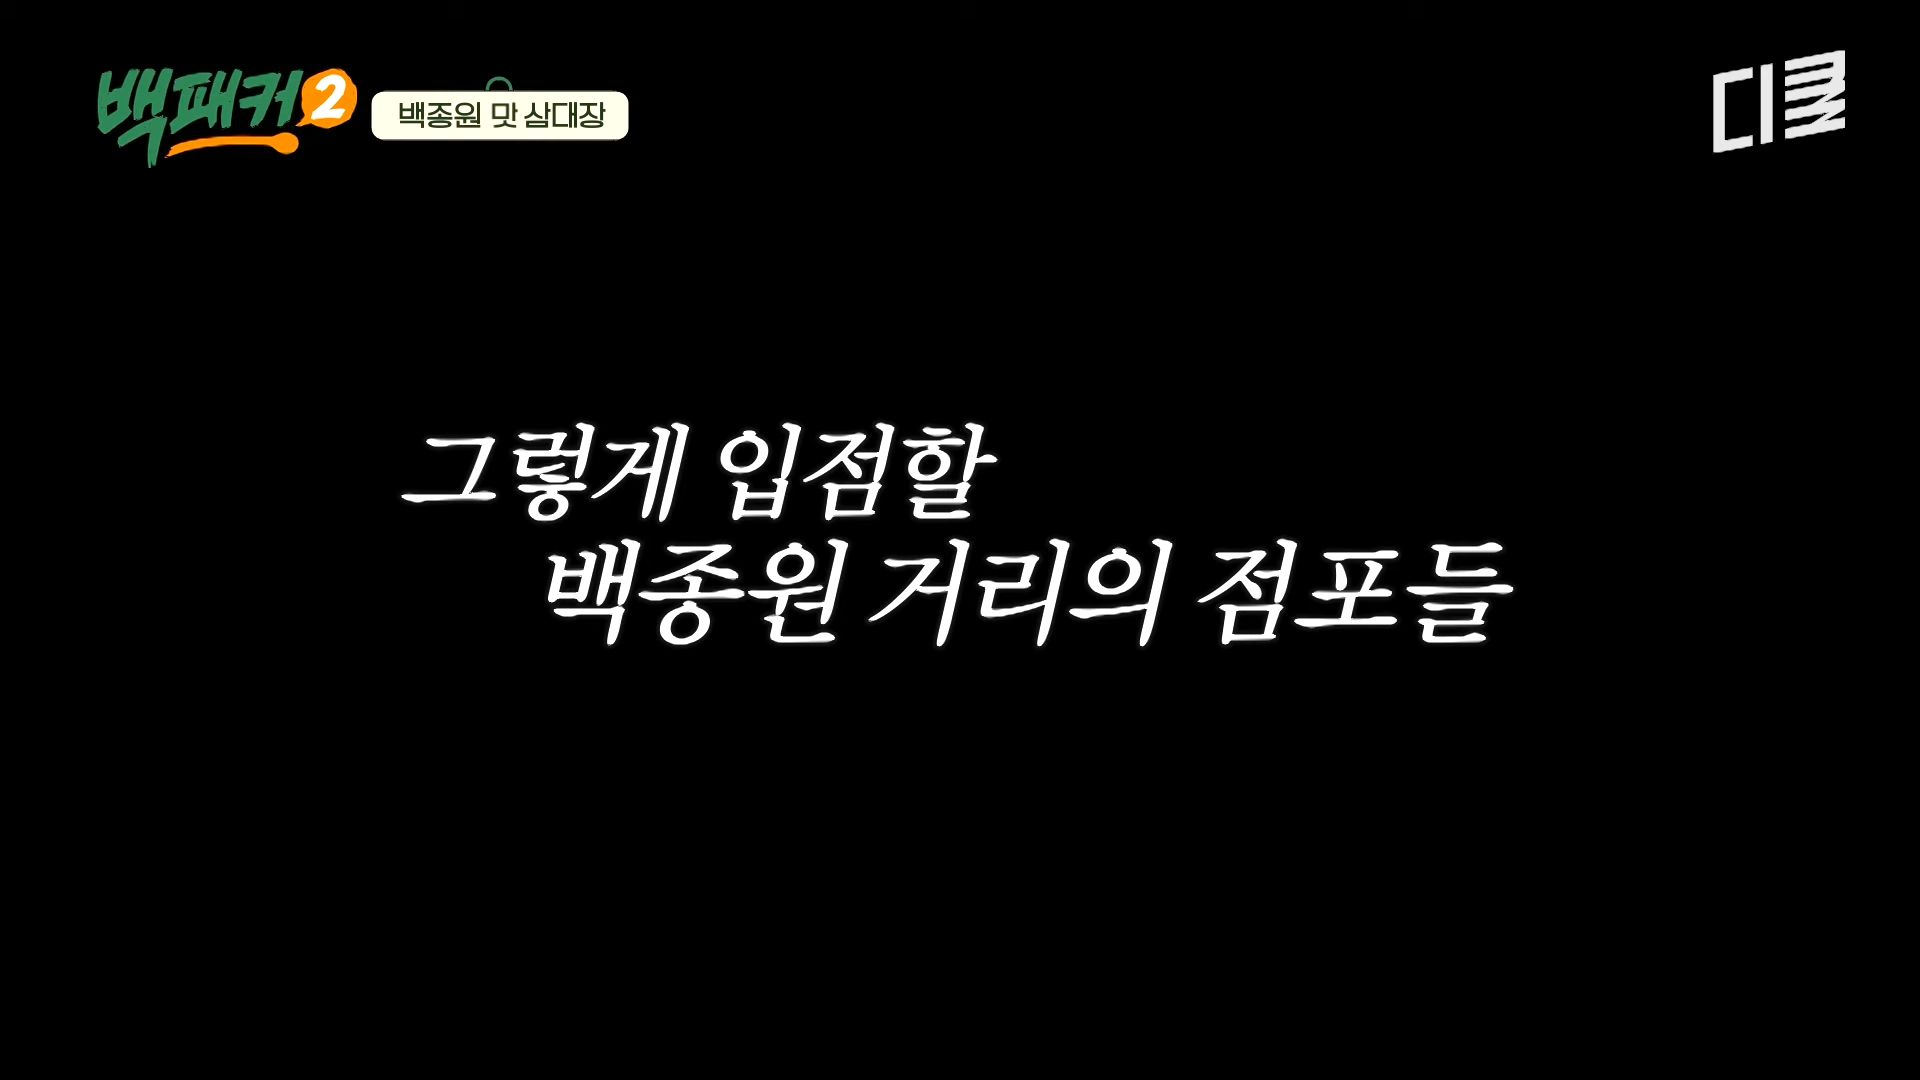 백패커2
백종원 맛 삼대장
디글
그렇게 입점할
백종원 거리의 점포들